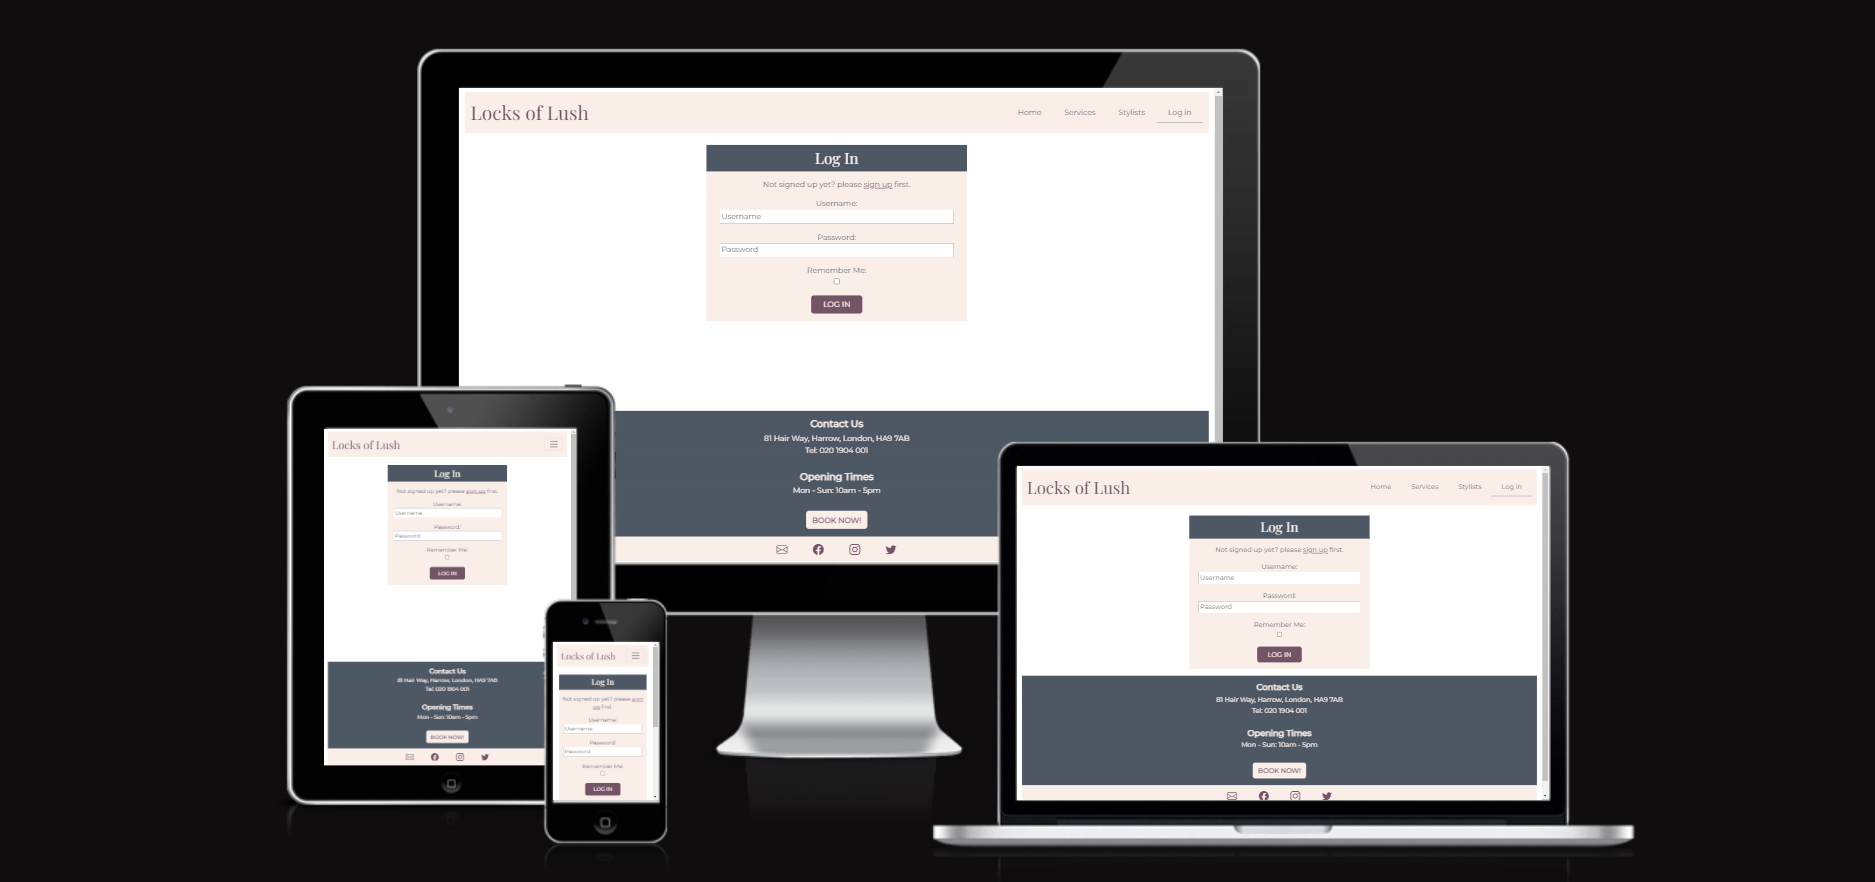 Locks of Lush
Home Services Stylists Log in
Log In
Not signed up yet? please sign up first.
Username:
Username
Password:
Password
Remember Me:
LOG IN
Contact Us
81 Hair Way, Harrow, London, HA9 7AB
Tel: 020 1904 001
Opening Times
Mon - Sun: 10am - 5pm
BOOK NOW!
Locks of Lush
Log In
Not signed up yet? please sign up first.
Username:
Username
Password:
Password
Remember Me:
LOG IN
Contact Us
81 Hair Way, Harrow, London, HA9 7AB
Tel: 020 1904 001
Opening Times
Mon - Sun: 10am - 5pm
BOOK NOW!
Locks of Lush
Log In
Not signed up yet? please sign
up first.
Username:
Username
Password:
Password
Remember Me:
LOG IN
Locks of Lush
Home Services Stylists Log in
Log In
Not signed up yet? please sign up first.
Username:
Username
Password:
Password
Remember Me:
LOG IN
Contact Us
81 Hair Way, Harrow, London, HA9 7AB
Tel: 020 1904 001
Opening Times
Mon - Sun: 10am - 5pm
BOOK NOW!